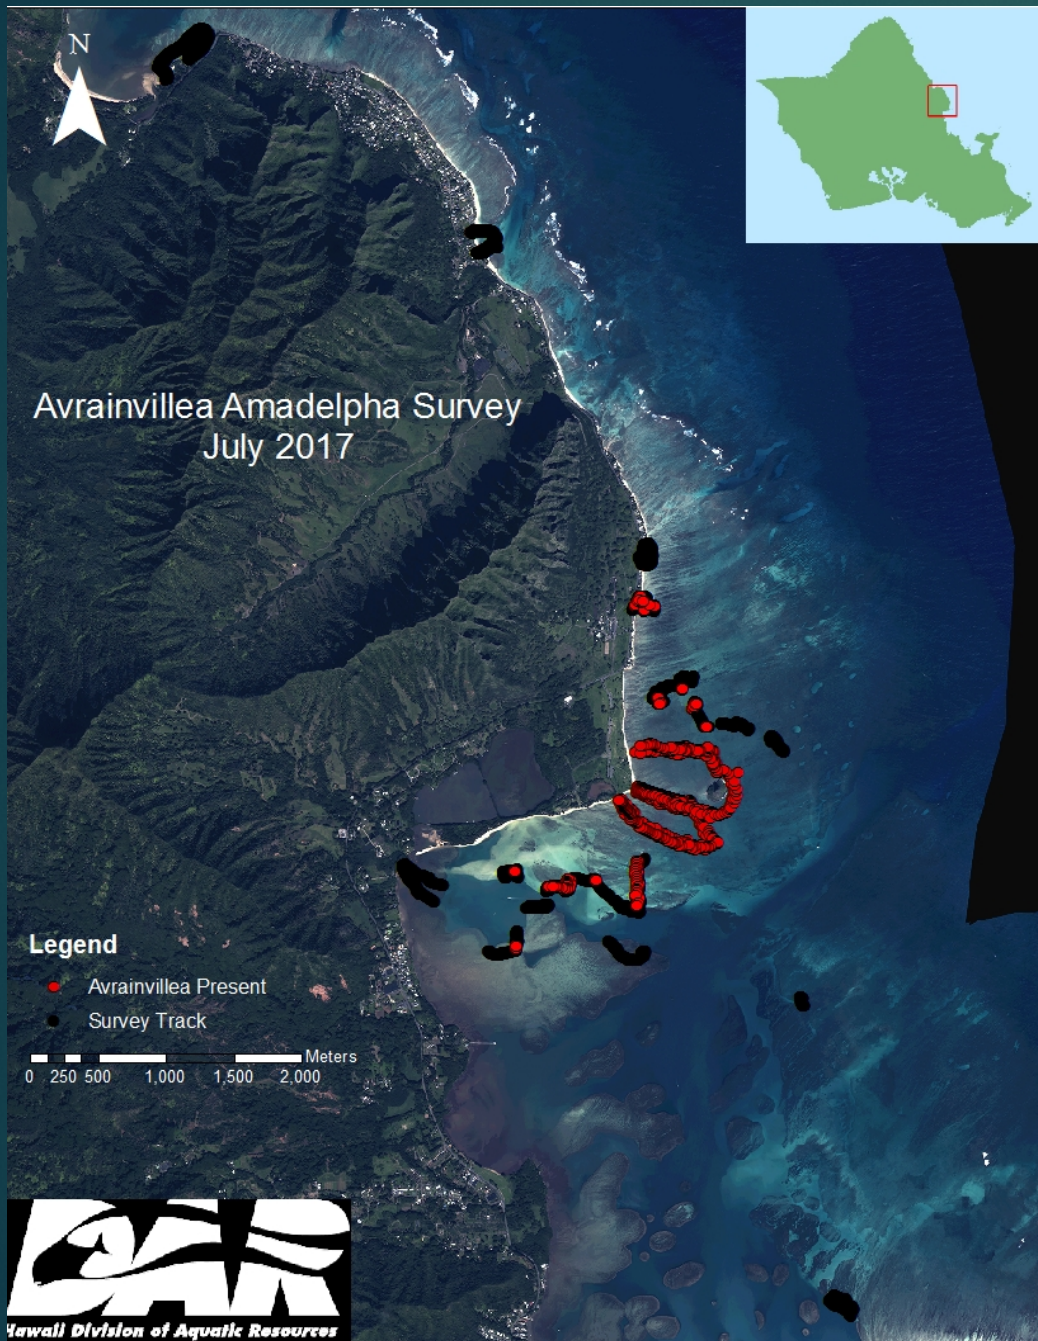 N
Avrainvillea Amadelpha Survey
July 2017
Legend
Avrainvillea Present
Survey Track
Meters
0 250 500 1,000 1,500 2,000
DAR
Hawaii Division of Aquatic Resources